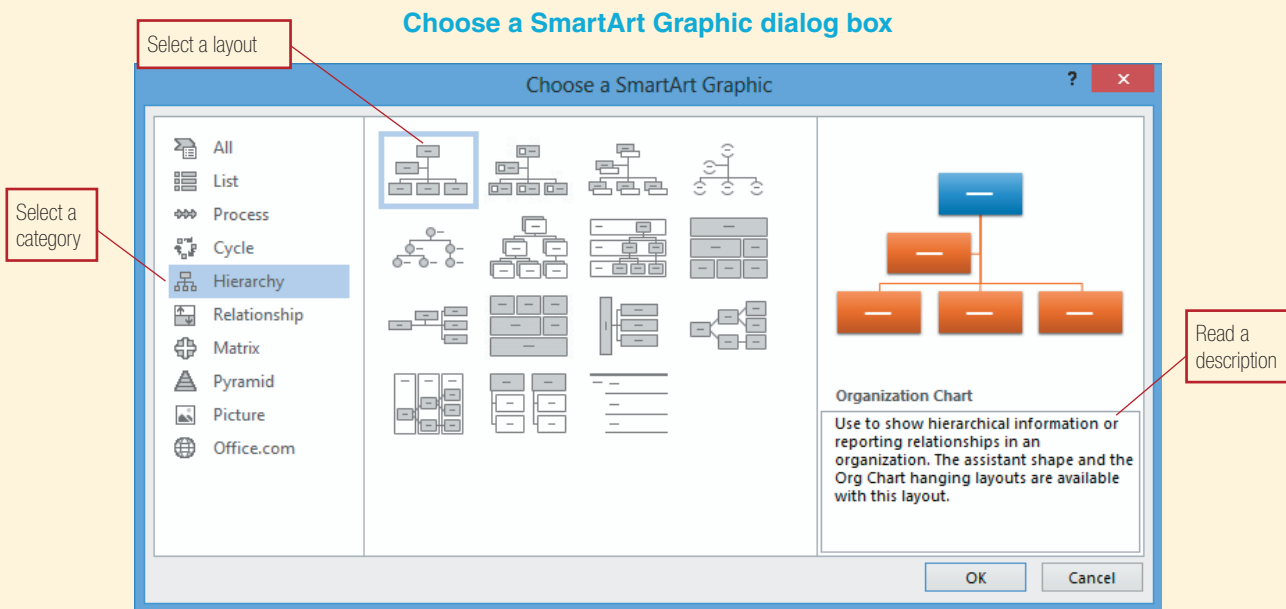 Choose a SmartArt Graphic dialog box
Select a layout
Choose a SmartArt Graphic
?
All
List
Process
Cycle
Hierarchy
Relationship
Matrix
Pyramid
Picture
Office.com
Select a
category
Read a
description
Organization Chart
Use to show hierarchical information or
reporting relationships in an
organization. The assistant shape and the
Org Chart hanging layouts are available
with this layout.
OK
Cancel